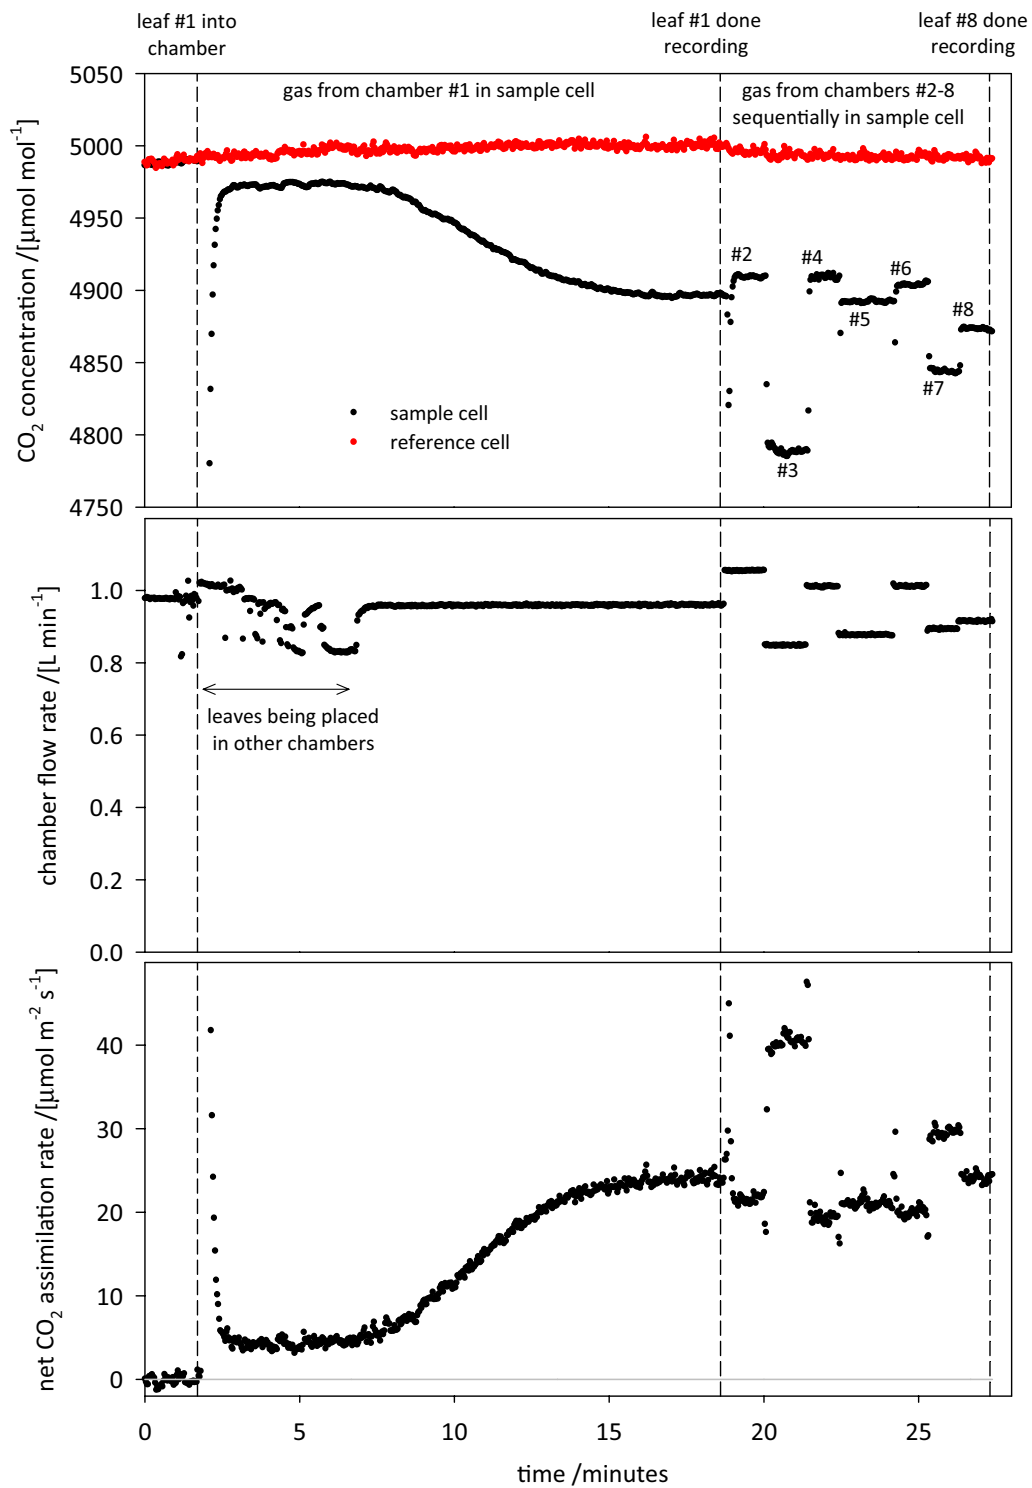 leaf #1 into
chamber
leaf #1 done
recording
leaf #8 done
recording
gas from chamber #1 in sample cell
gas from chambers #2-8
sequentially in sample cell
CO₂ concentration /[µmol mol⁻¹]
5050
5000
4950
4900
4850
4800
4750
#2
#4
#6
#5
#8
#7
#3
sample cell
reference cell
chamber flow rate /[L min⁻¹]
1.0
0.8
0.6
0.4
0.2
0.0
leaves being placed
in other chambers
net CO₂ assimilation rate /[µmol m⁻² s⁻¹]
40
30
20
10
0
0 5 10 15 20 25
time /minutes